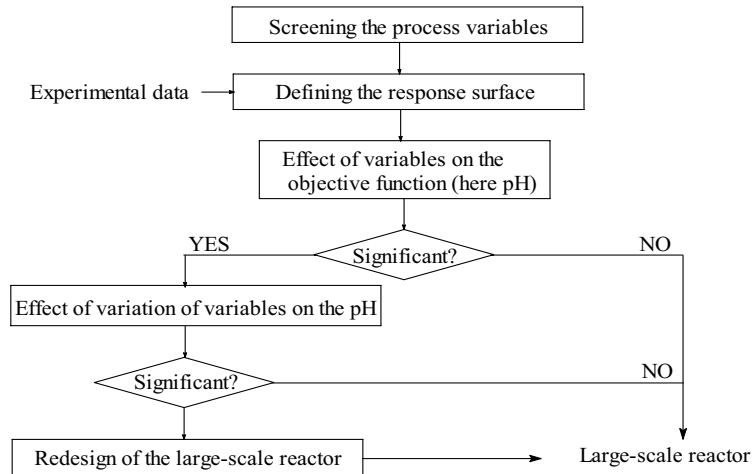 Screening the process variables
Experimental data
Defining the response surface
Effect of variables on the
objective function (here pH)
YES
Significant?
NO
Effect of variation of variables on the pH
Significant?
NO
Redesign of the large-scale reactor
Large-scale reactor